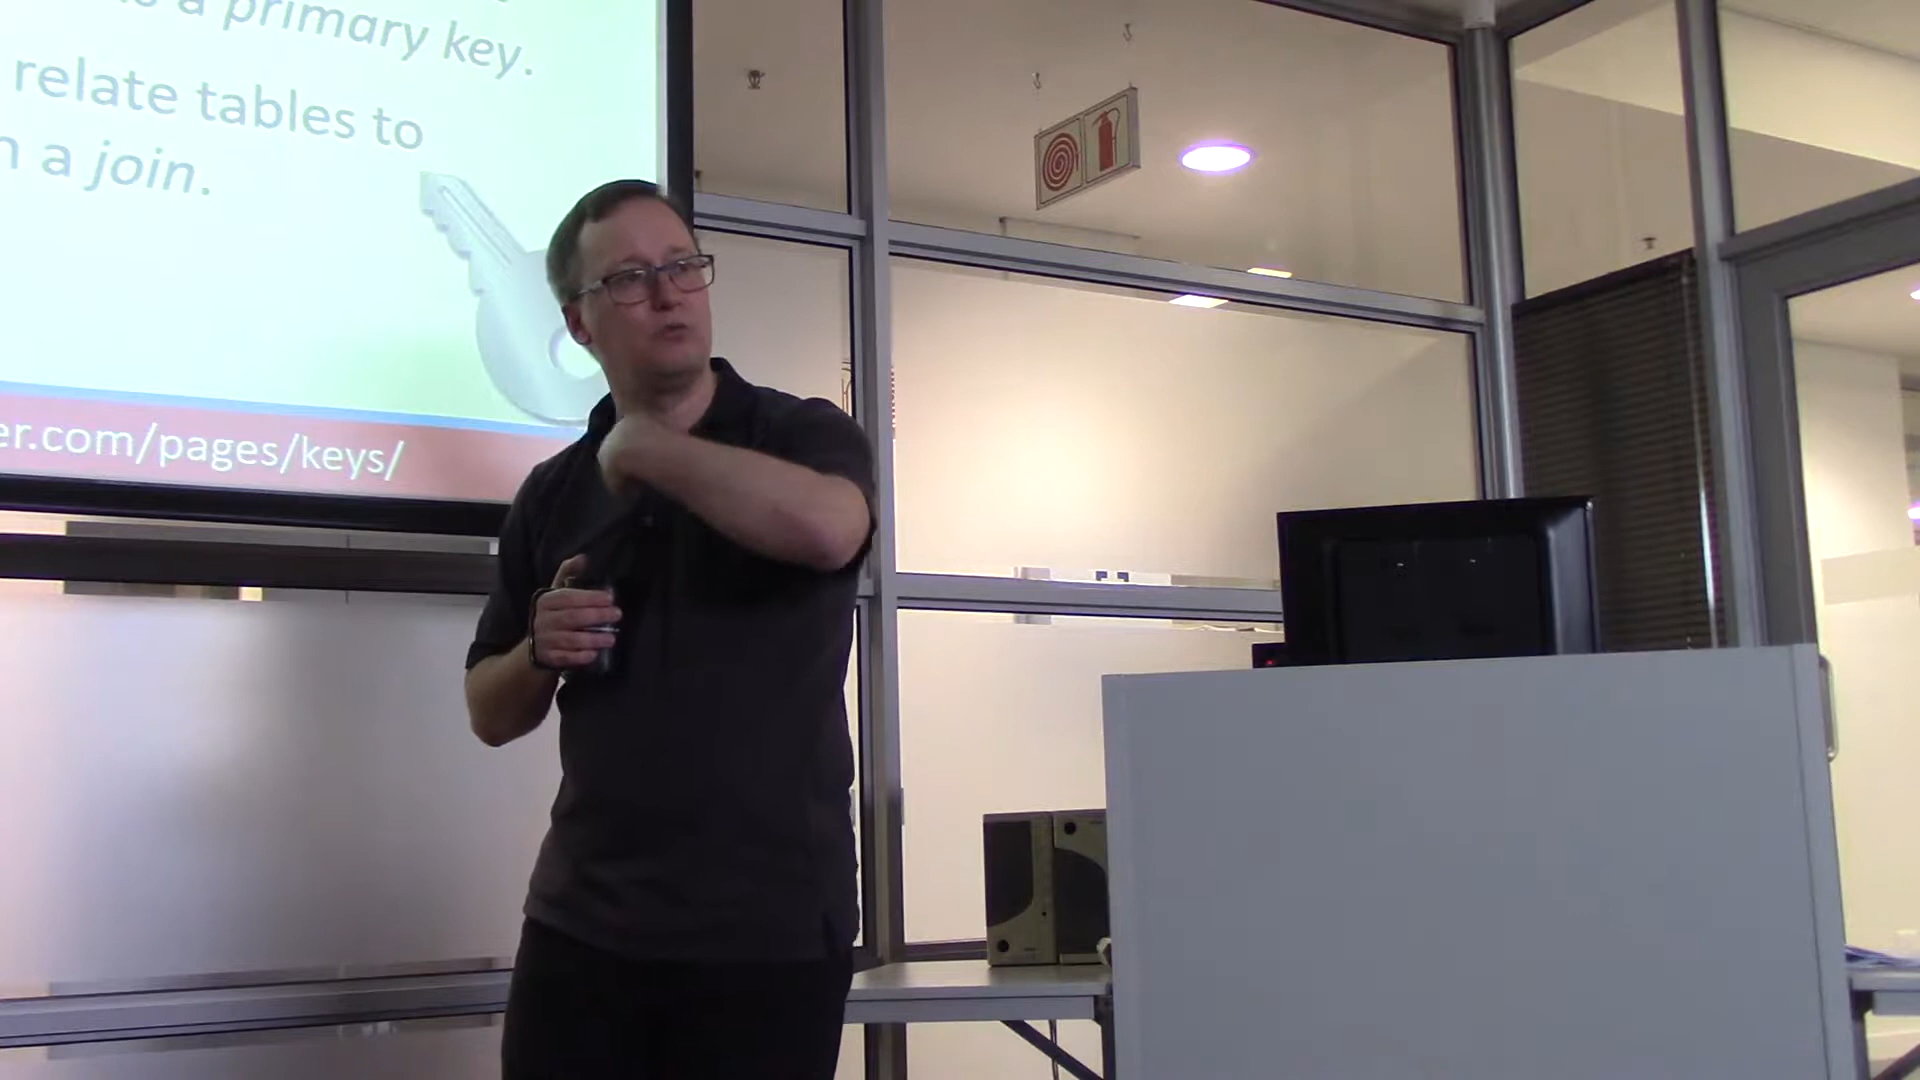 a primary key.
relate tables to
a join.
er.com/pages/keys/